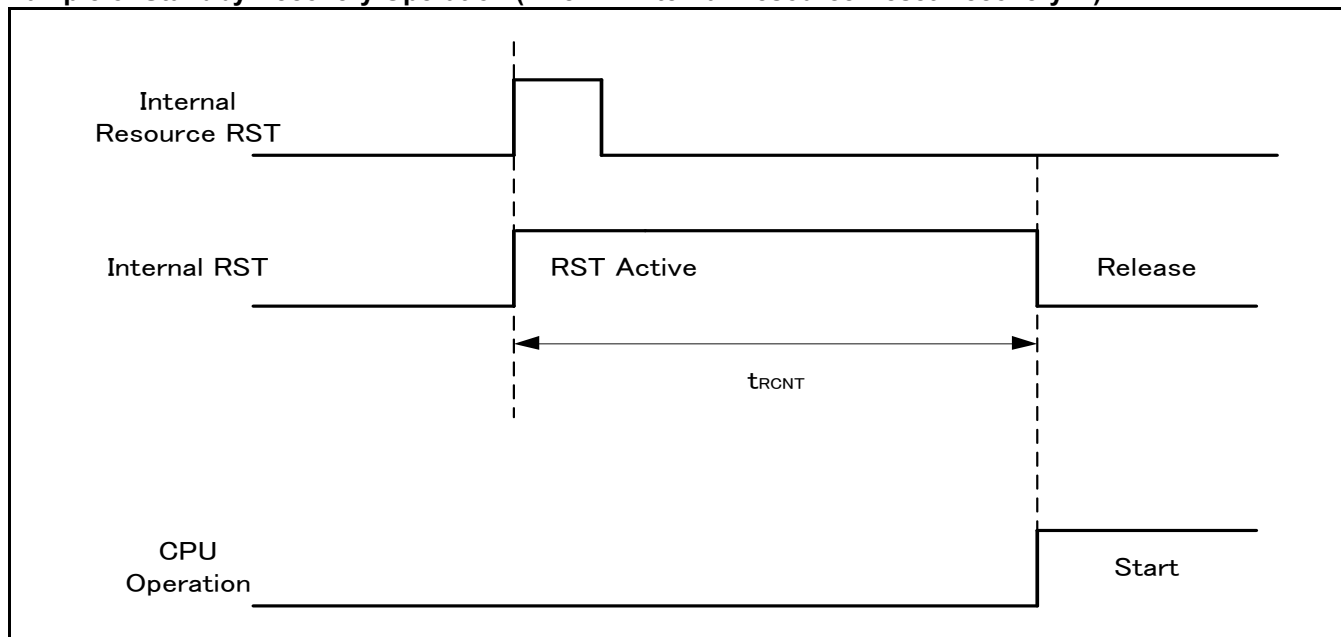 Internal
Resource RST
Internal RST
RST Active
Release
tRCNT
CPU
Operation
Start